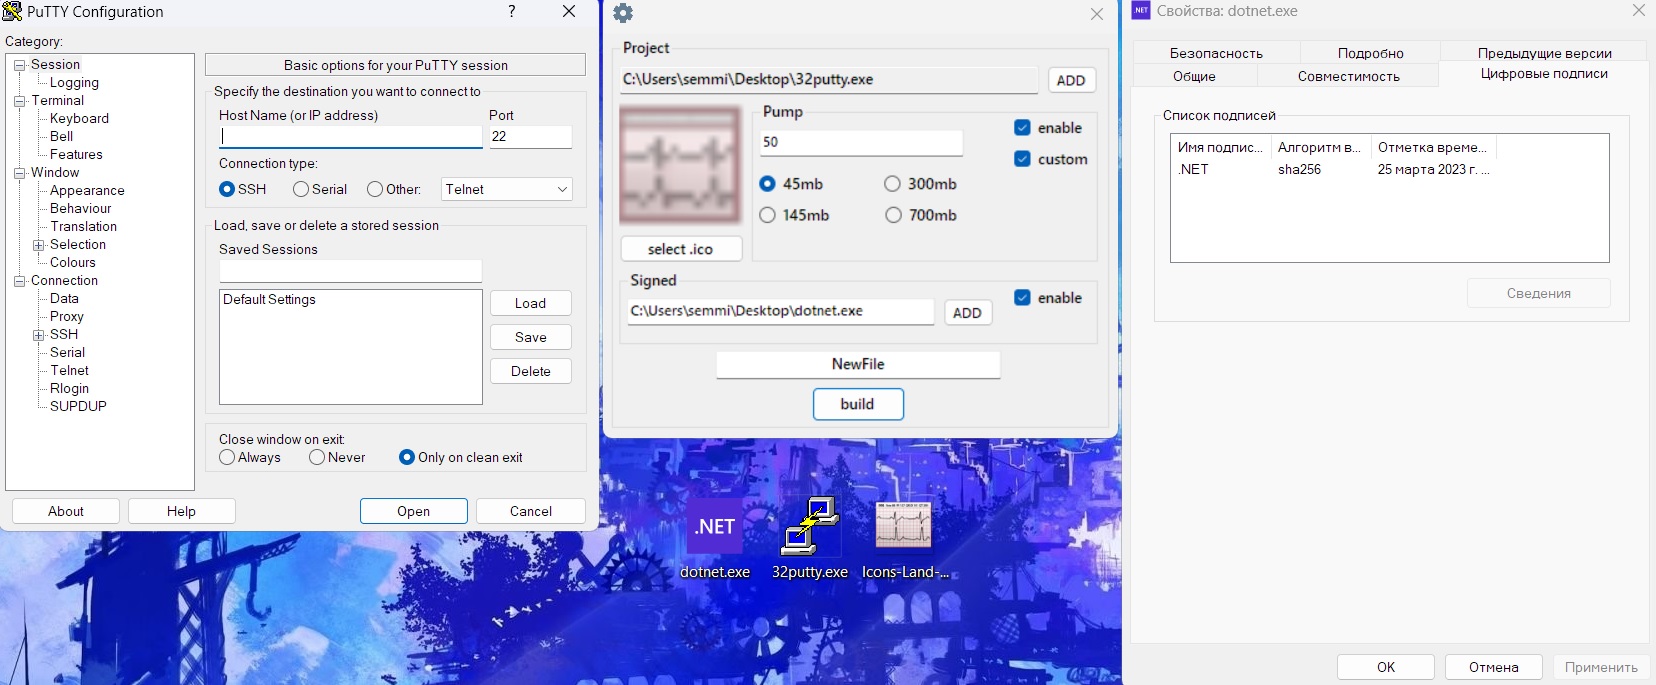 PuTTY Configuration
?
Category:
Session
Logging
Terminal
Keyboard
Bell
Features
Window
Appearance
Behaviour
Translation
Selection
Colours
Connection
Data
Proxy
SSH
Serial
Telnet
Rlogin
SUPDUP
Basic options for your PuTTY session
Specify the destination you want to connect to
Host Name (or IP address) Port
22
Connection type:
SSH Serial Other: Telnet
Load, save or delete a stored session
Saved Sessions
Default Settings
Load
Save
Delete
Close window on exit:
Always Never Only on clean exit
About Help Open Cancel
Project
C:\Users\semmi\Desktop\32putty.exe ADD
Pump
50
enable
custom
45mb 300mb
145mb 700mb
select .ico
Signed
C:\Users\semmi\Desktop\dotnet.exe ADD
enable
NewFile
build
.NET
dotnet.exe 32putty.exe Icons-Land-...
.NET Свойства: dotnet.exe
Безопасность Подробно Предыдущие версии
Общие Совместимость Цифровые подписи
Список подписей
Имя подпис... Алгоритм в... Отметка време...
.NET sha256 25 марта 2023 г. ...
Сведения
OK Отмена Применить